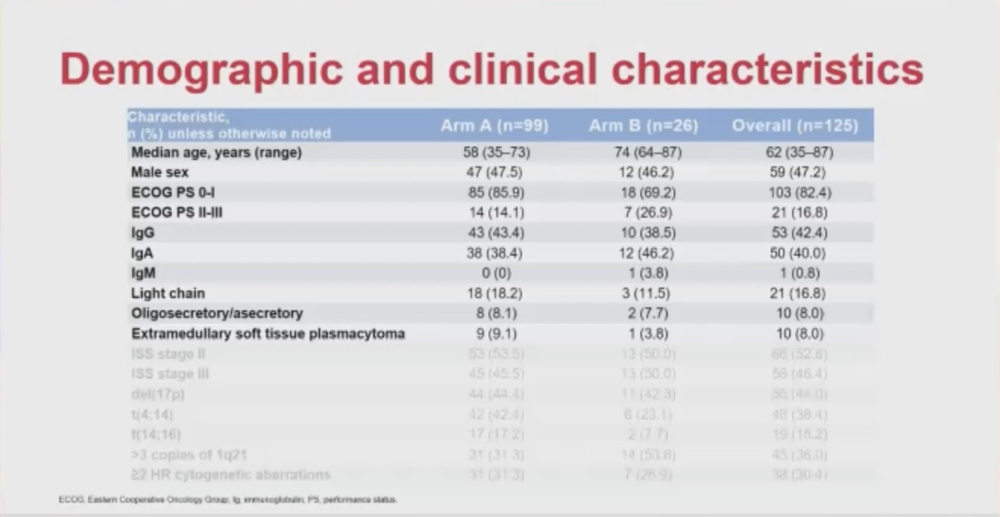 Demographic and clinical characteristics
Characteristic,
n (%) unless otherwise noted Arm A (n=99) Arm B (n=26) Overall (n=125)
Median age, years (range) 58 (35–73) 74 (64–87) 62 (35–87)
Male sex 47 (47.5) 12 (46.2) 59 (47.2)
ECOG PS 0-I 85 (85.9) 18 (69.2) 103 (82.4)
ECOG PS II-III 14 (14.1) 7 (26.9) 21 (16.8)
IgG 43 (43.4) 10 (38.5) 53 (42.4)
IgA 38 (38.4) 12 (46.2) 50 (40.0)
IgM 0 (0) 1 (3.8) 1 (0.8)
Light chain 18 (18.2) 3 (11.5) 21 (16.8)
Oligosecretory/asecretory 8 (8.1) 2 (7.7) 10 (8.0)
Extramedullary soft tissue plasmacytoma 9 (9.1) 1 (3.8) 10 (8.0)
ISS stage II 53 (53.5) 13 (50.0) 66 (52.8)
ISS stage III 45 (45.5) 13 (50.0) 58 (46.4)
del(17p) 44 (44.4) 11 (42.3) 55 (44.0)
t(4;14) 42 (42.4) 6 (23.1) 48 (38.4)
t(14;16) 17 (17.2) 2 (7.7) 19 (15.2)
>3 copies of 1q21 31 (31.3) 14 (53.8) 45 (36.0)
≥2 HR cytogenetic aberrations 31 (31.3) 7 (26.9) 38 (30.4)
ECOG, Eastern Cooperative Oncology Group; Ig, immunoglobulin; PS, performance status.